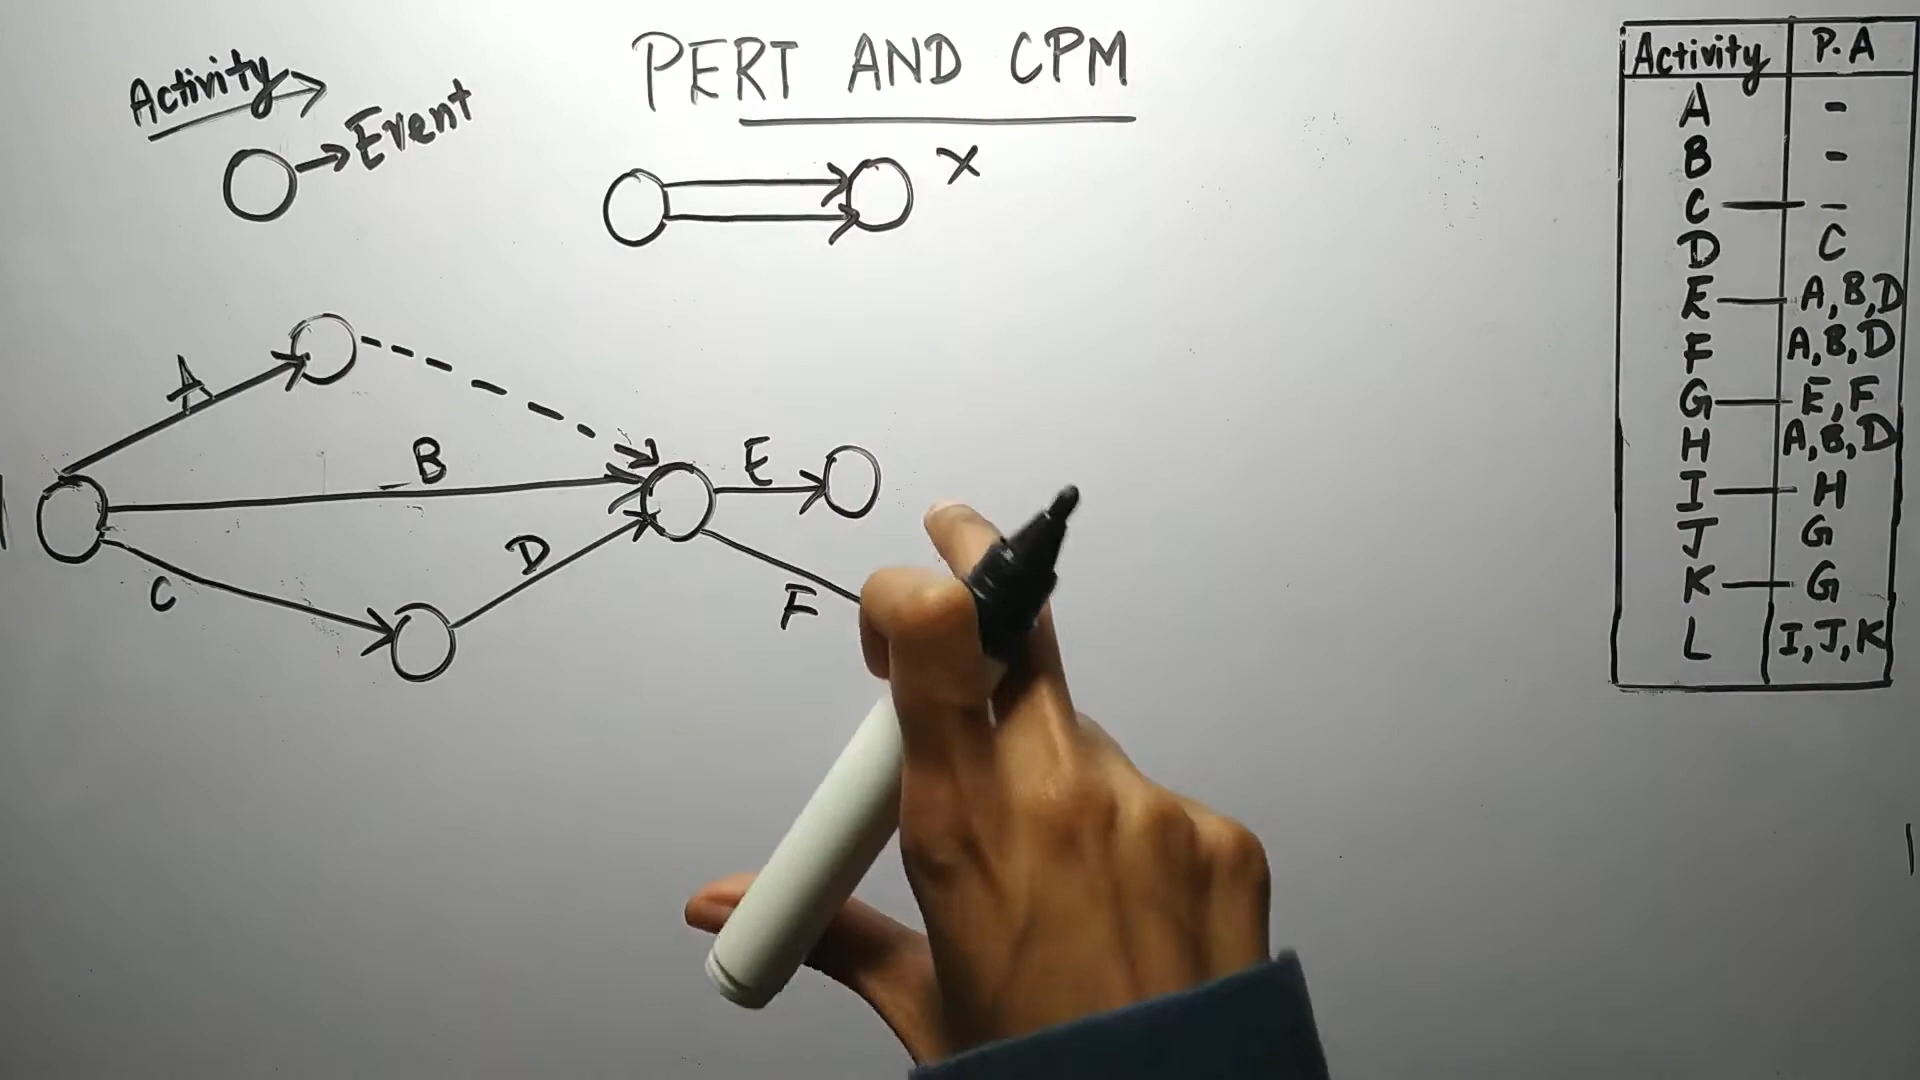 PERT AND CPM
Activity
Event
X
A
B
C
D
E
F
Activity P.A
A -
B -
C -
D C
E A,B,D
F A,B,D
G E,F
H A,B,D
I H
J G
K G
L I,J,K